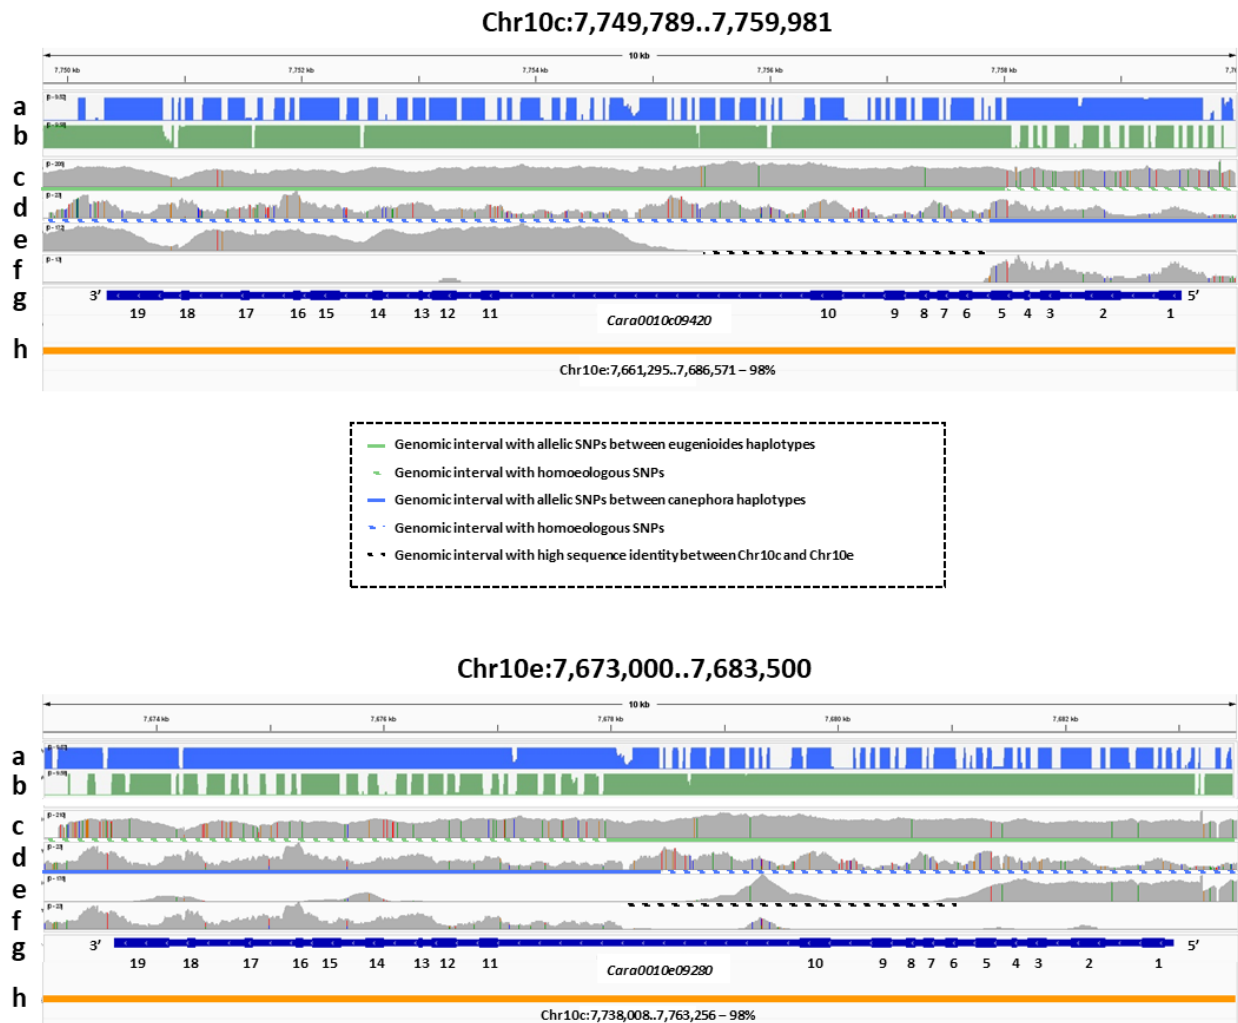 Chr10c:7,749,789..7,759,981
10 kb
7,750 kb 7,752 kb 7,754 kb 7,756 kb 7,758 kb
a
b
c
d
e
f
g 3′ 5′
19 18 17 16 15 14 13 12 11 10 9 8 7 6 5 4 3 2 1
Cara0010c09420
h
Chr10e:7,661,295..7,686,571 – 98%
Genomic interval with allelic SNPs between eugenioides haplotypes
Genomic interval with homoeologous SNPs
Genomic interval with allelic SNPs between canephora haplotypes
Genomic interval with homoeologous SNPs
Genomic interval with high sequence identity between Chr10c and Chr10e
Chr10e:7,673,000..7,683,500
10 kb
7,674 kb 7,676 kb 7,678 kb 7,680 kb 7,682 kb
a
b
c
d
e
f
g 3′ 5′
19 18 17 16 15 14 13 12 11 10 9 8 7 6 5 4 3 2 1
Cara0010e09280
h
Chr10c:7,738,008..7,763,256 – 98%